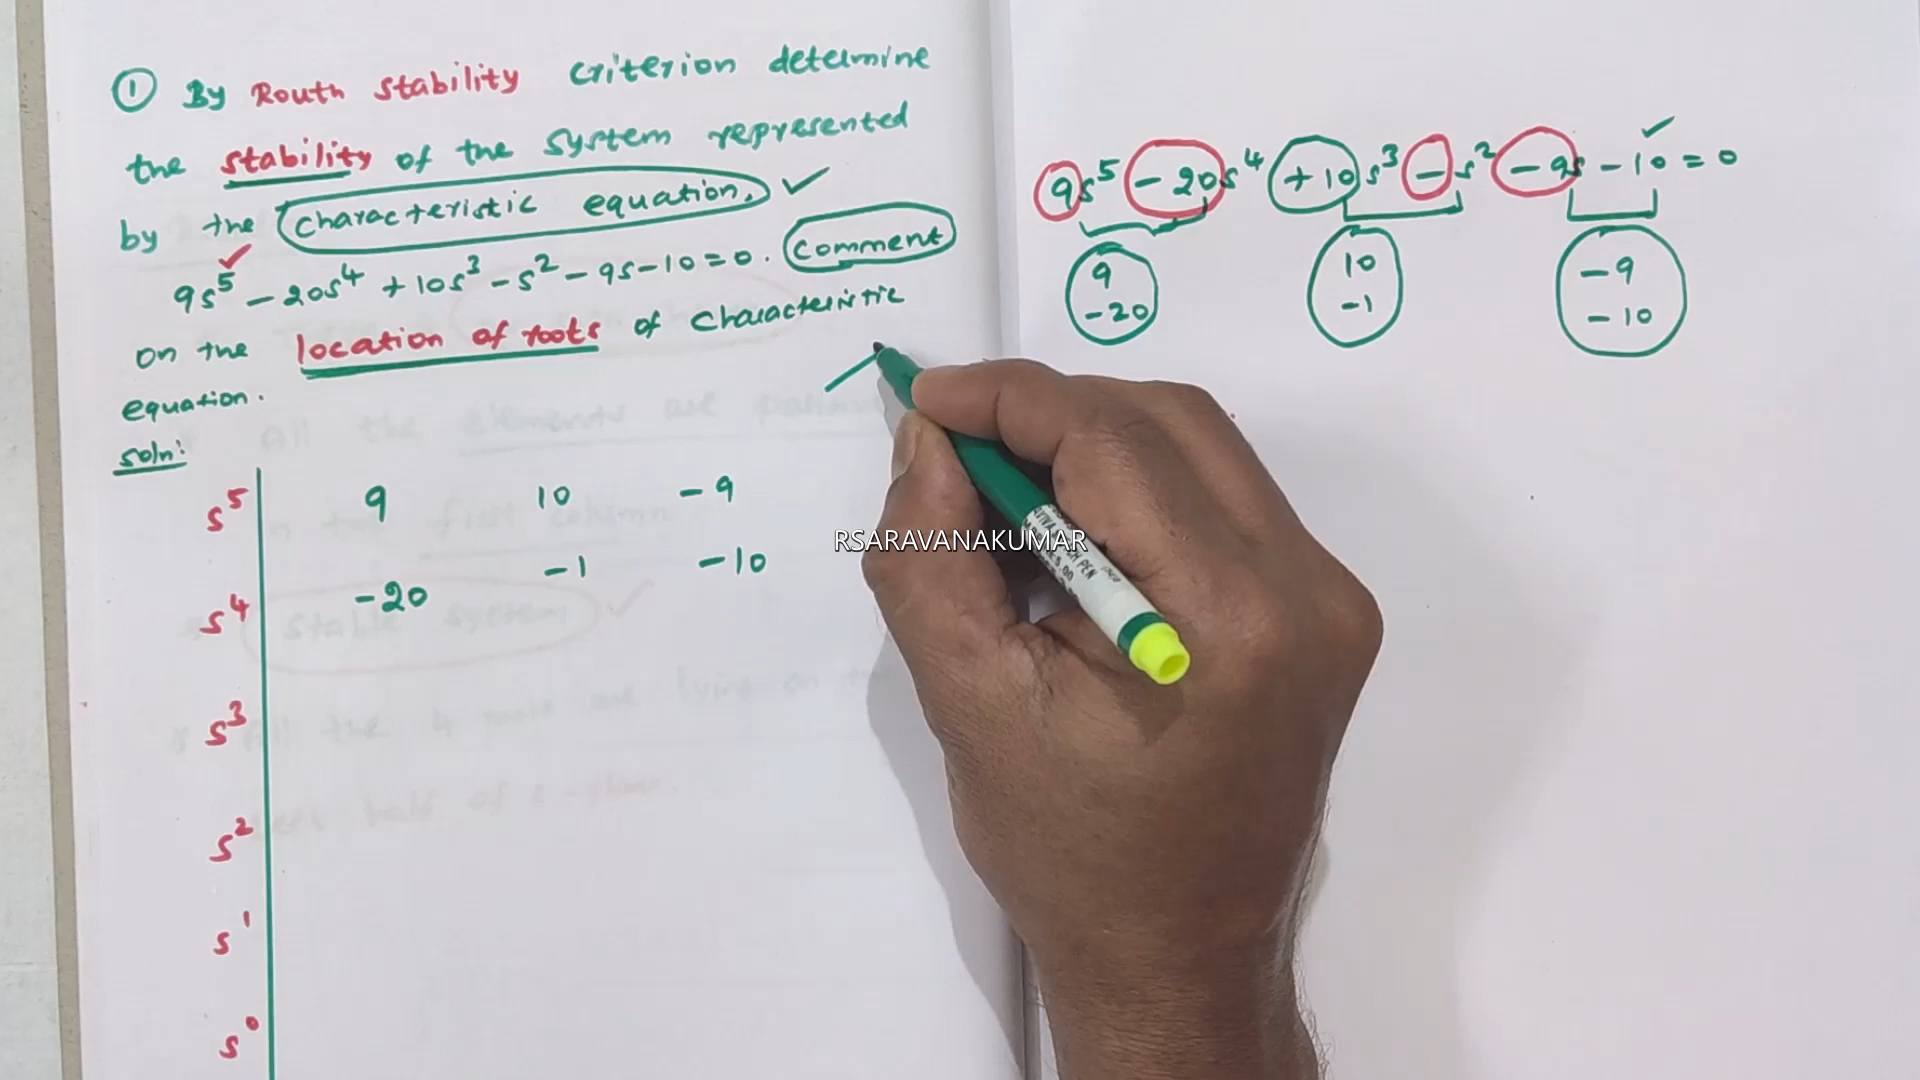 ① By Routh stability criterion determine
the stability of the system represented
by the characteristic equation,
9s⁵ - 20s⁴ + 10s³ - s² - 9s - 10 = 0. comment
on the location of roots of characteristic
equation.
soln:
s⁵ 9 10 -9
s⁴ -20 -1 -10
s³
s²
s¹
s⁰
9s⁵ - 20s⁴ + 10s³ - s² - 9s - 10 = 0
9 10 -9
-20 -1 -10
RSARAVANAKUMAR